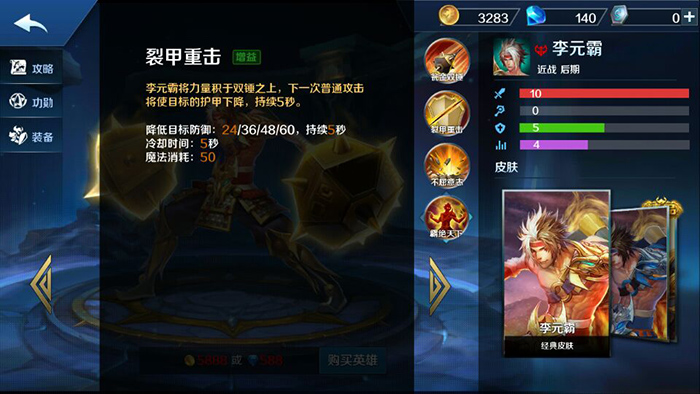 3283
140
0
攻略
功勋
装备
裂甲重击 增益
李元霸将力量积于双锤之上，下一次普通攻击
将使目标的护甲下降，持续5秒。
降低目标防御：24/36/48/60，持续5秒
冷却时间：5秒
魔法消耗：50
裂甲重击
不屈意志
霸绝天下
李元霸
近战 后期
10
0
5
4
皮肤
李元霸
经典皮肤
5888 或 588
购买英雄